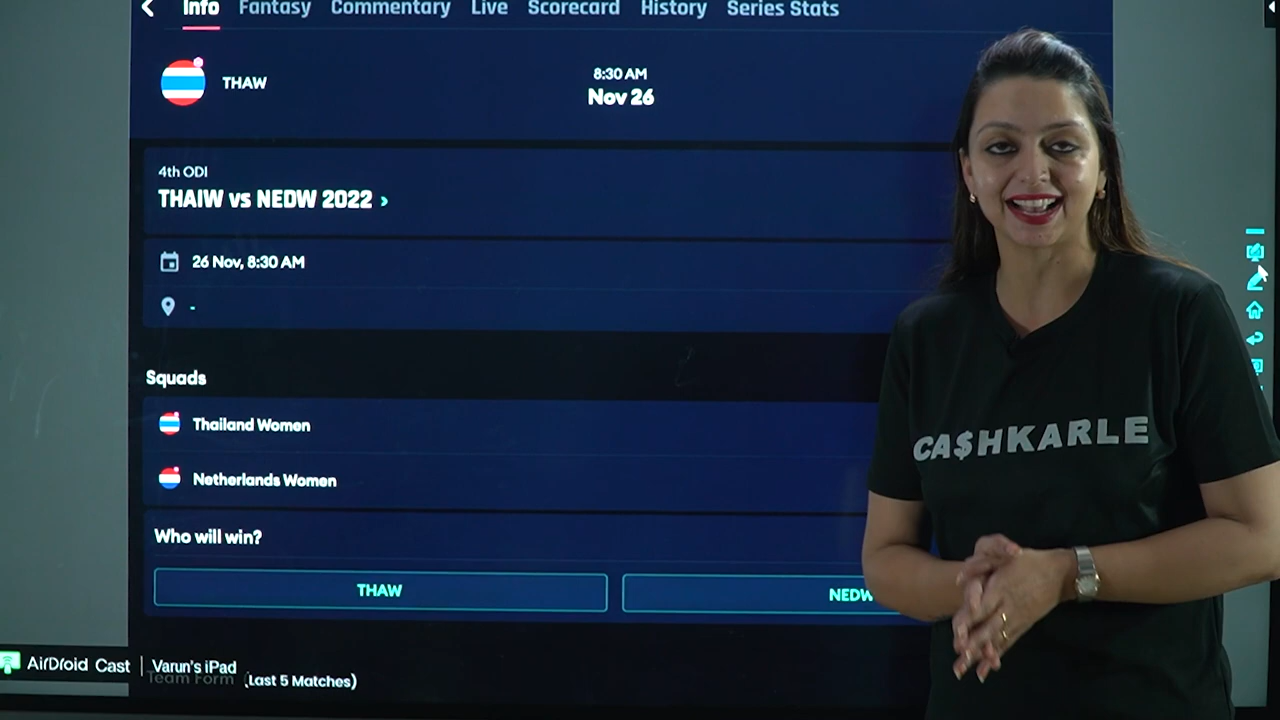 Info Fantasy Commentary Live Scorecard History Series Stats
THAW
8:30 AM
Nov 26
4th ODI
THAIW vs NEDW 2022 ›
26 Nov, 8:30 AM
-
Squads
Thailand Women
Netherlands Women
Who will win?
THAW
NEDW
CA$HKARLE
AirDroid Cast | Varun's iPad
Team Form (Last 5 Matches)